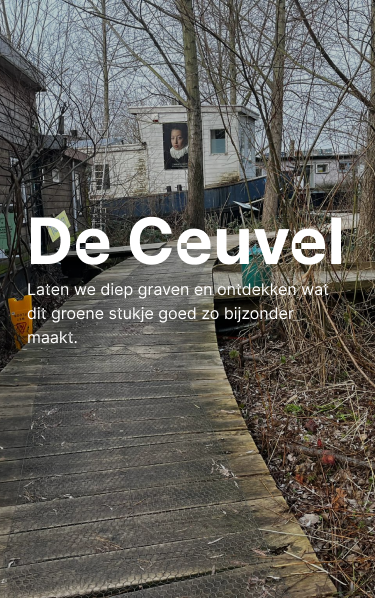 De Ceuvel
Laten we diep graven en ontdekken wat
dit groene stukje goed zo bijzonder
maakt.